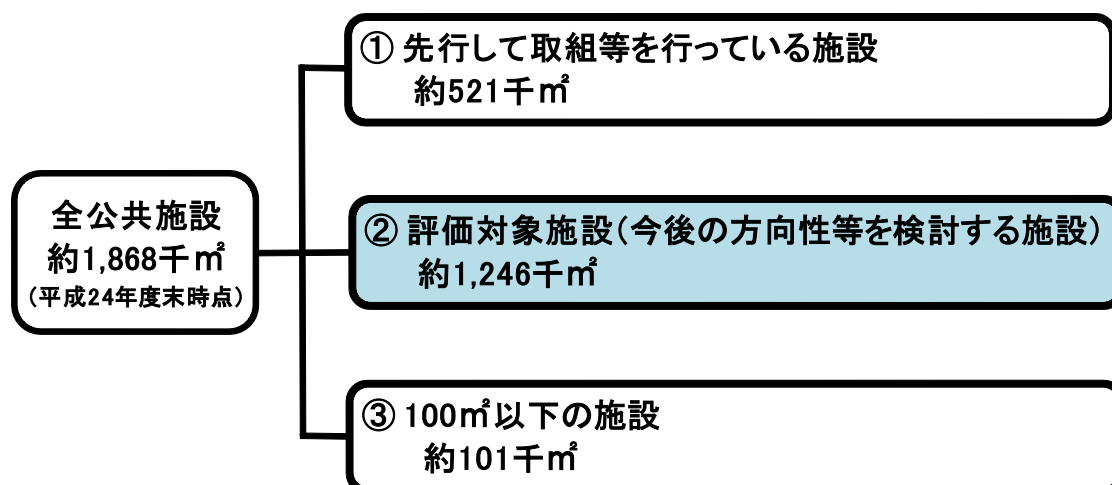 ① 先行して取組等を行っている施設
約521千㎡
全公共施設
約1,868千㎡
(平成24年度末時点)
② 評価対象施設(今後の方向性等を検討する施設)
約1,246千㎡
③ 100㎡以下の施設
約101千㎡